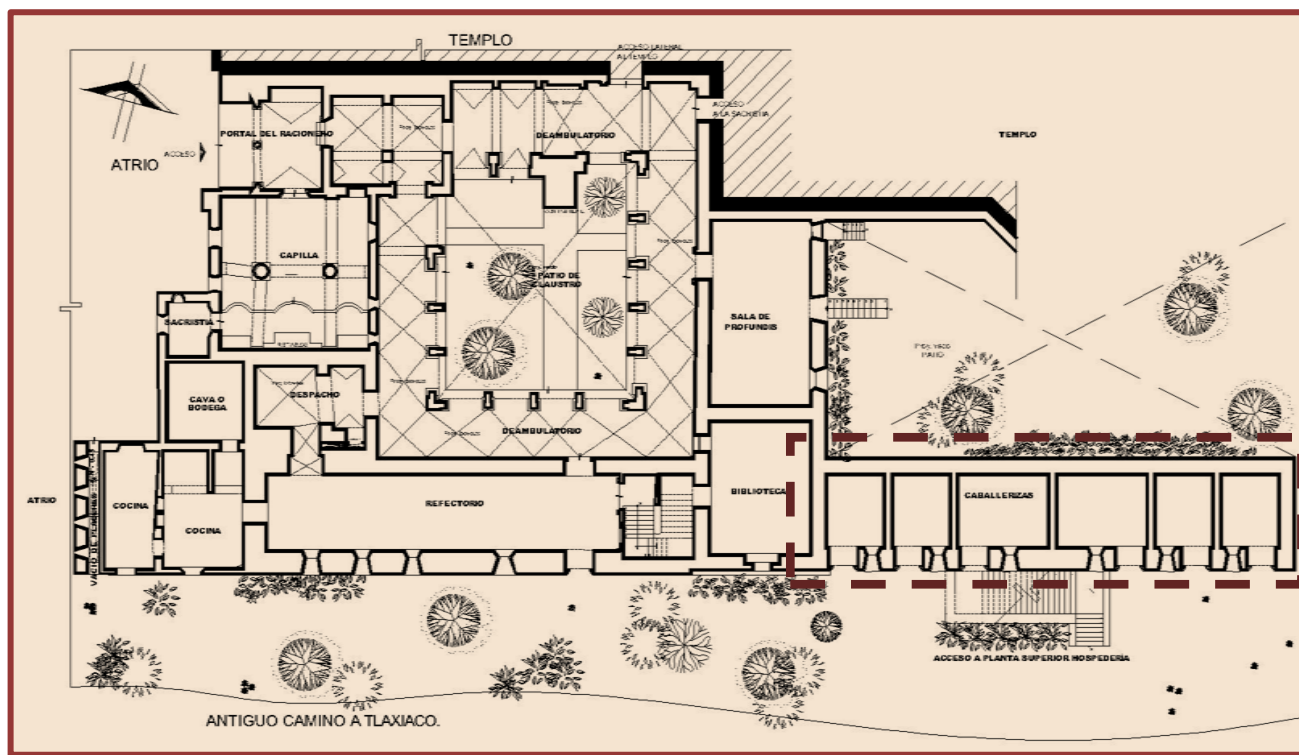 TEMPLO
ACCESO LATERAL
AL TEMPLO
ACCESO
A LA SACRISTIA
TEMPLO
PORTAL DEL RACIONERO
DEAMBULATORIO
ACCESO
ATRIO
CAPILLA
PATIO DE
CLAUSTRO
SACRISTIA
SALA DE
PROFUNDIS
PATIO
CAVA O
BODEGA
DESPACHO
DEAMBULATORIO
ATRIO
COCINA
COCINA
REFECTORIO
BIBLIOTECA
CABALLERIZAS
ACCESO A PLANTA SUPERIOR HOSPEDERÍA
ANTIGUO CAMINO A TLAXIACO.